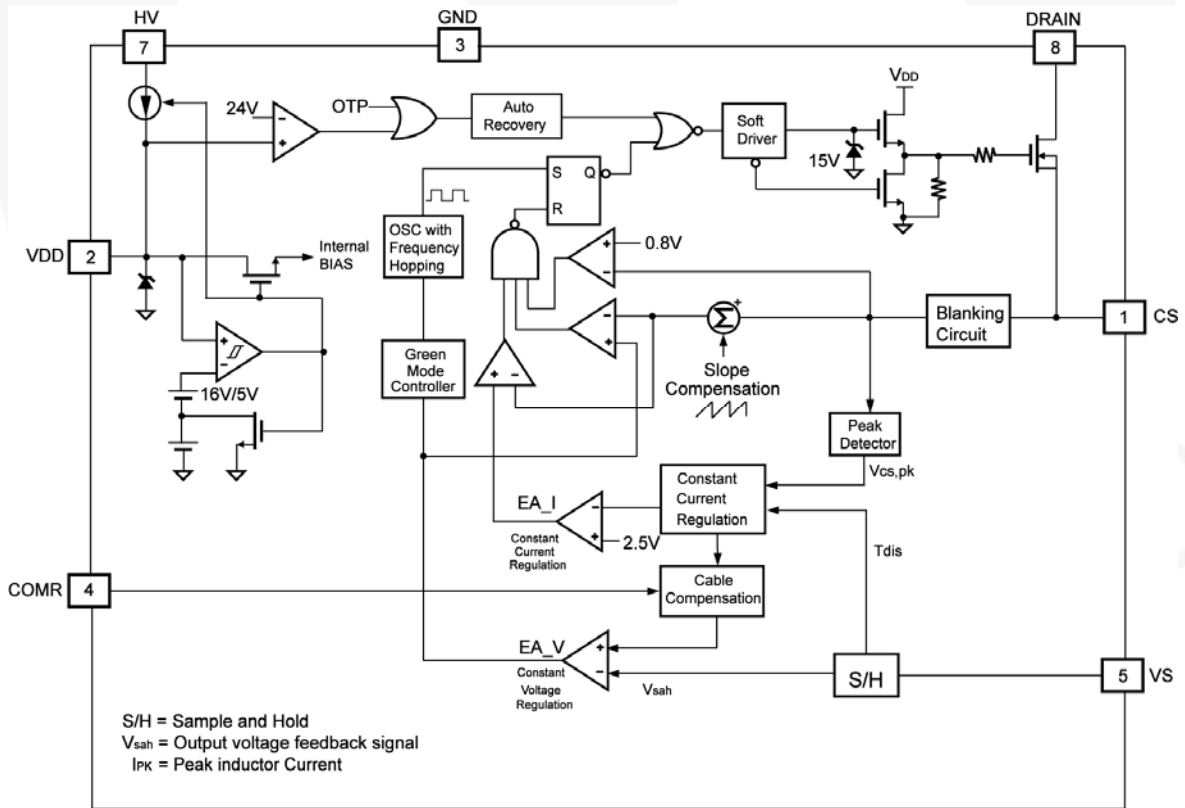 HV
GND
DRAIN
7
3
8
24V
OTP
Auto
Recovery
Soft
Driver
VDD
15V
S
Q
R
OSC with
Frequency
Hopping
VDD
2
Internal
BIAS
0.8V
Blanking
Circuit
1
CS
Σ
+
Slope
Compensation
Green
Mode
Controller
16V/5V
Peak
Detector
Vcs,pk
Constant
Current
Regulation
EA_I
2.5V
Constant
Current
Regulation
Tdis
COMR
4
Cable
Compensation
EA_V
Constant
Voltage
Regulation
Vsah
S/H
5
VS
S/H = Sample and Hold
Vsah = Output voltage feedback signal
IPK = Peak inductor Current